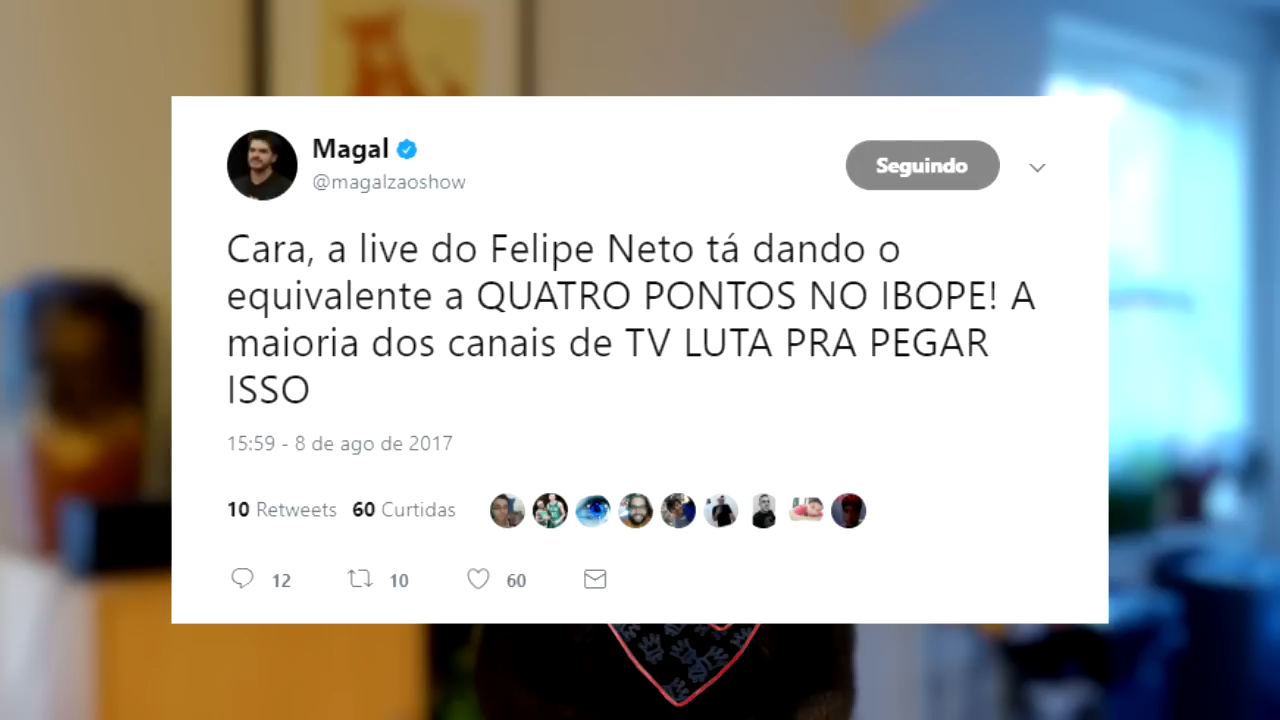 Magal
@magalzaoshow
Seguindo
Cara, a live do Felipe Neto tá dando o
equivalente a QUATRO PONTOS NO IBOPE! A
maioria dos canais de TV LUTA PRA PEGAR
ISSO
15:59 - 8 de ago de 2017
10 Retweets 60 Curtidas
12 10 60